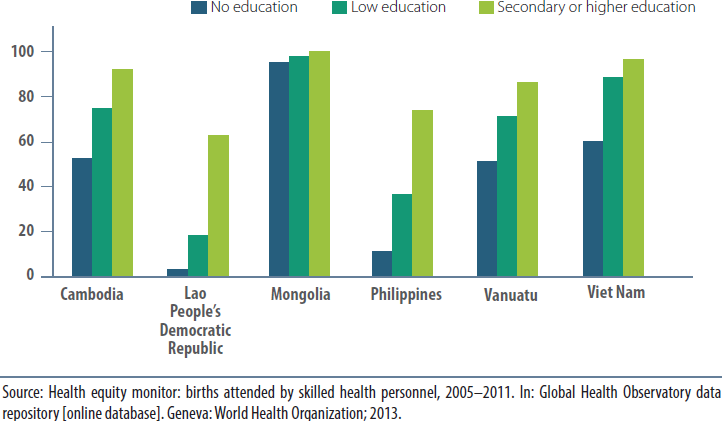 No education Low education Secondary or higher education
100
80
60
40
20
0
Cambodia
Lao
People’s
Democratic
Republic
Mongolia
Philippines
Vanuatu
Viet Nam
Source: Health equity monitor: births attended by skilled health personnel, 2005–2011. In: Global Health Observatory data
repository [online database]. Geneva: World Health Organization; 2013.